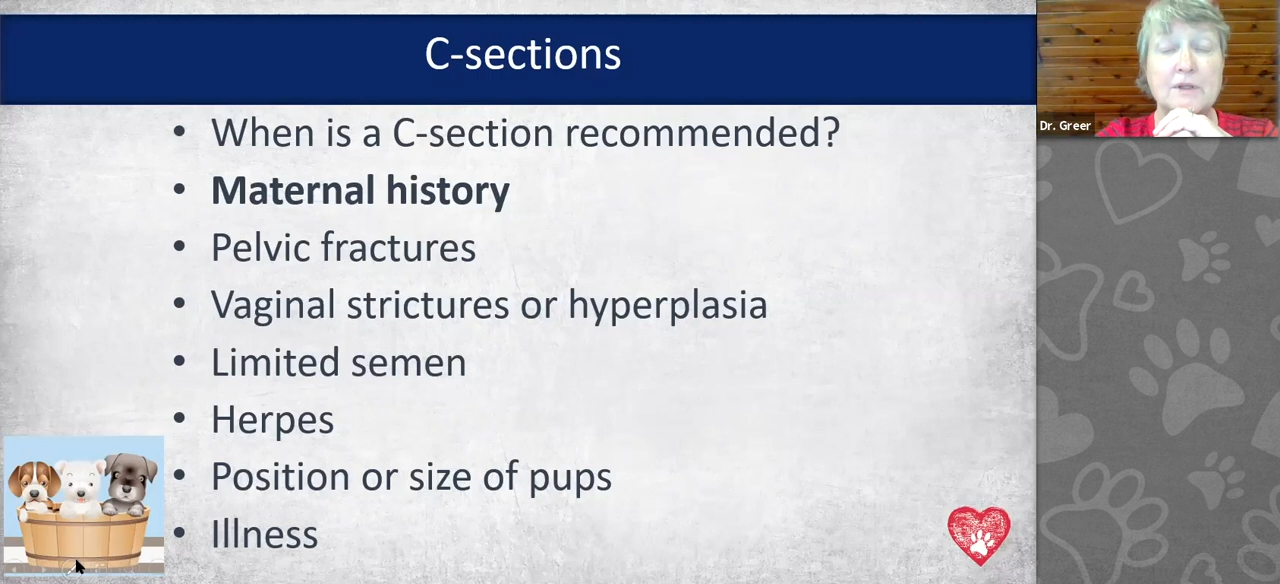 C-sections
• When is a C-section recommended?
• Maternal history
• Pelvic fractures
• Vaginal strictures or hyperplasia
• Limited semen
• Herpes
• Position or size of pups
• Illness
Dr. Greer